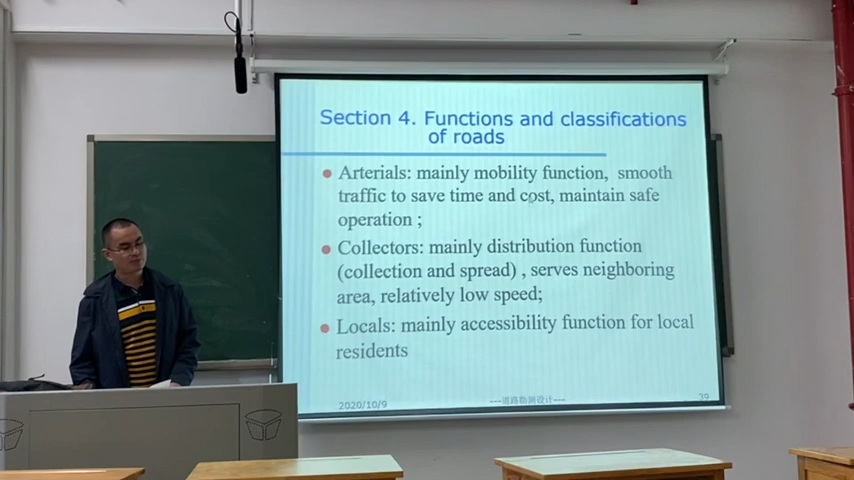 Section 4. Functions and classifications
of roads
Arterials: mainly mobility function, smooth
traffic to save time and cost, maintain safe
operation ;
Collectors: mainly distribution function
(collection and spread) , serves neighboring
area, relatively low speed;
Locals: mainly accessibility function for local
residents
2020/10/9 ---道路勘测设计--- 39